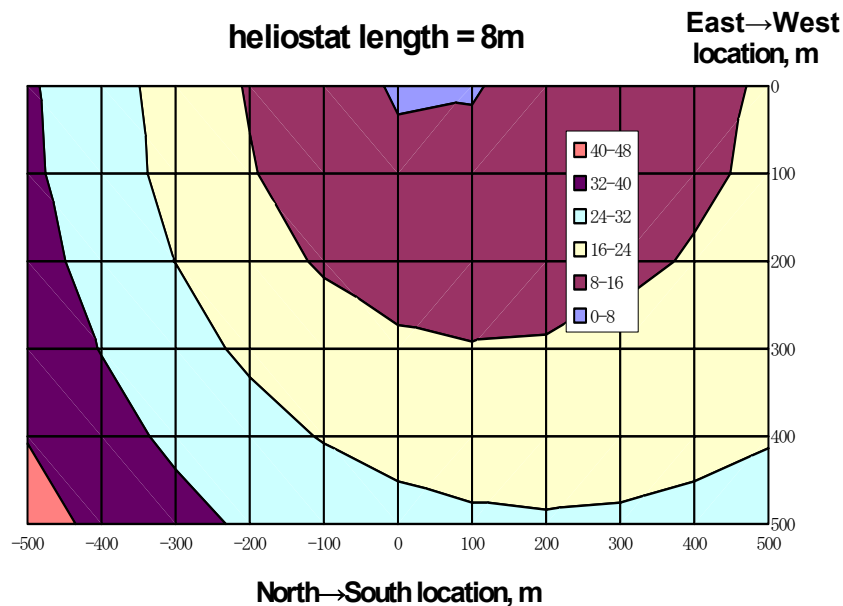 heliostat length = 8m
East→West
location, m
0
100
200
300
400
500
40-48
32-40
24-32
16-24
8-16
0-8
-500 -400 -300 -200 -100 0 100 200 300 400 500
North→South location, m